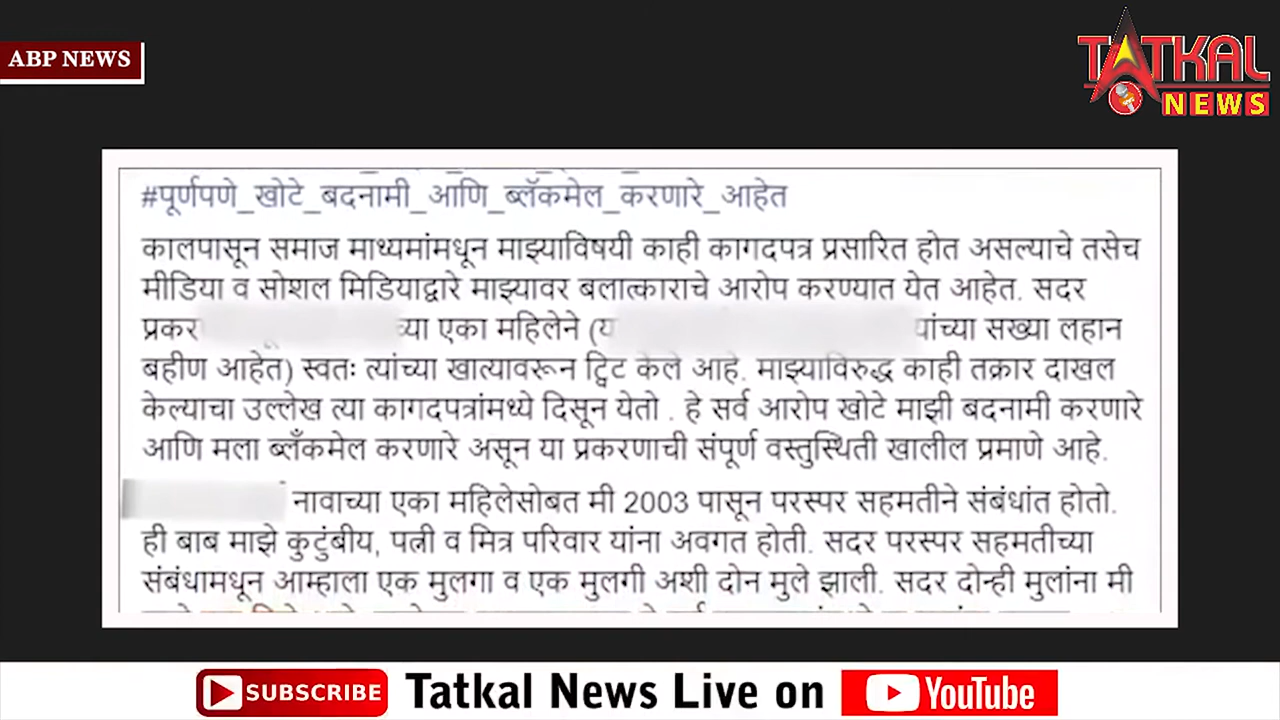 ABP NEWS
TATKAL
NEWS
#पूर्णपणे_खोटे_बदनामी_आणि_ब्लॅकमेल_करणारे_आहेत
कालपासून समाज माध्यमांमधून माझ्याविषयी काही कागदपत्र प्रसारित होत असल्याचे तसेच
मीडिया व सोशल मिडियाद्वारे माझ्यावर बलात्काराचे आरोप करण्यात येत आहेत. सदर
एका महिलेने सख्या लहान
बहीण आहेत) स्वतः त्यांच्या खात्यावरून ट्विट केले आहे. माझ्याविरुद्ध काही तक्रार दाखल
केल्याचा उल्लेख त्या कागदपत्रांमध्ये दिसून येतो . हे सर्व आरोप खोटे माझी बदनामी करणारे
आणि मला ब्लॅंकमेल करणारे असून या प्रकरणाची संपूर्ण वस्तुस्थिती खालील प्रमाणे आहे.
नावाच्या एका महिलेसोबत मी 2003 पासून परस्पर सहमतीने संबंधांत होतो.
ही बाब माझे कुटुंबीय, पत्नी व मित्र परिवार यांना अवगत होती. सदर परस्पर सहमतीच्या
संबंधामधून आम्हाला एक मुलगा व एक मुलगी अशी दोन मुले झाली. सदर दोन्ही मुलांना मी
SUBSCRIBE Tatkal News Live on YouTube